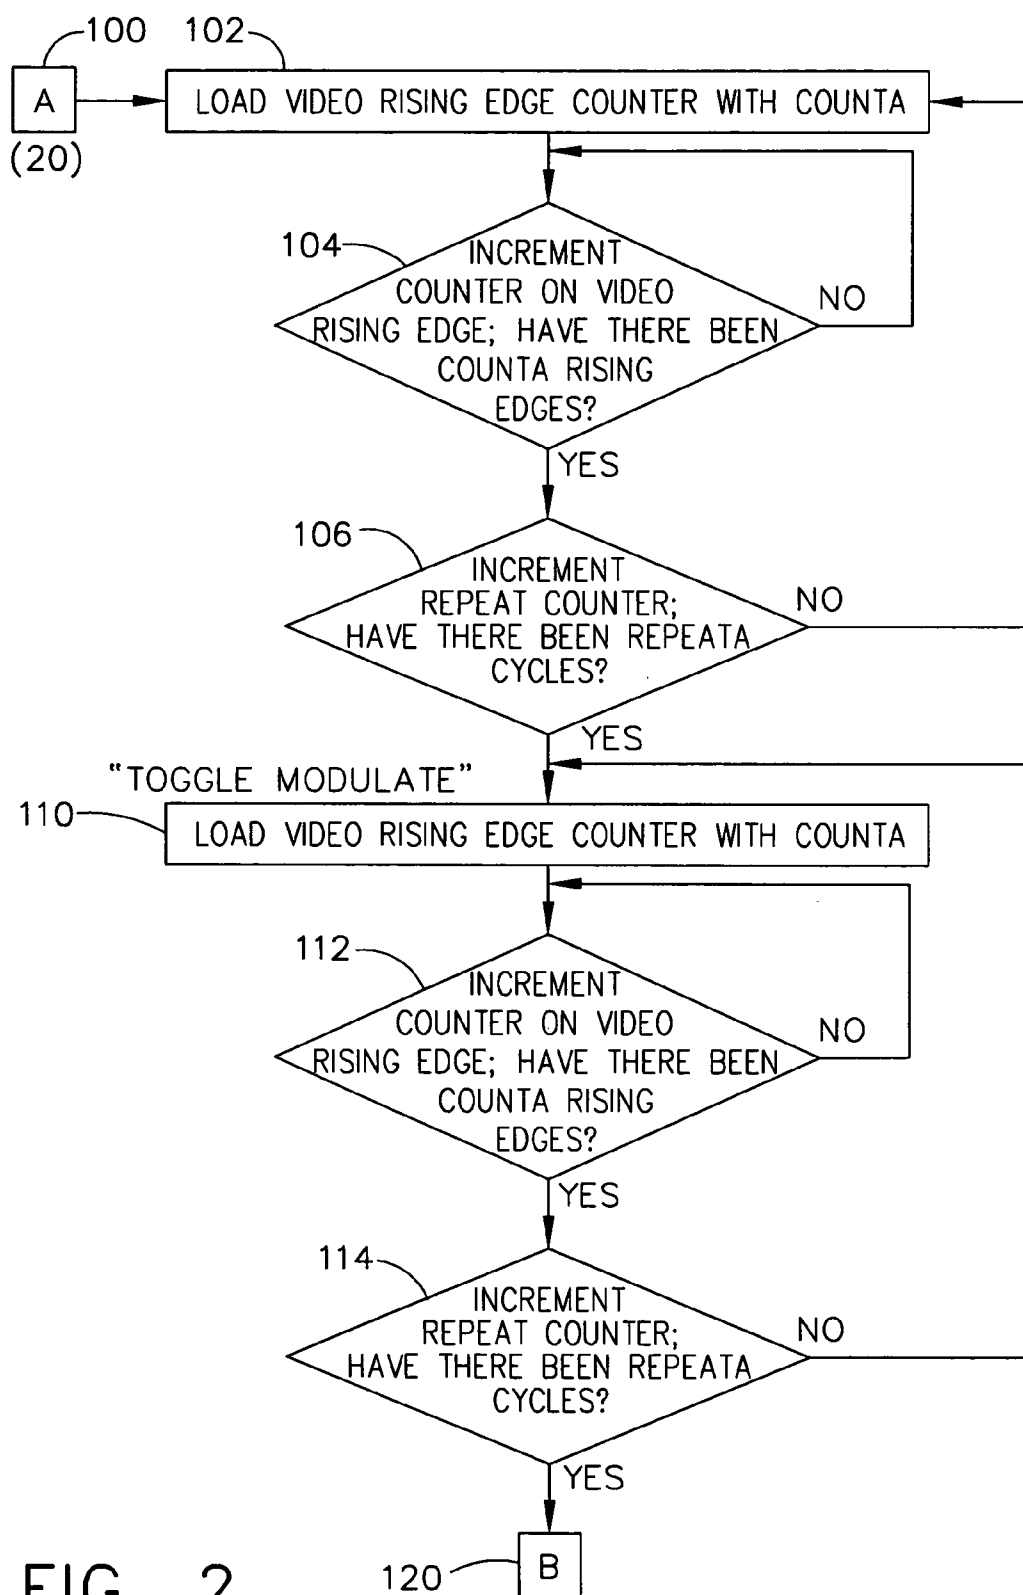 100 102
A LOAD VIDEO RISING EDGE COUNTER WITH COUNTA
(20)
104
INCREMENT
COUNTER ON VIDEO
RISING EDGE; HAVE THERE BEEN
COUNTA RISING
EDGES?
NO
YES
106
INCREMENT
REPEAT COUNTER;
HAVE THERE BEEN REPEATA
CYCLES?
NO
YES
"TOGGLE MODULATE"
110
LOAD VIDEO RISING EDGE COUNTER WITH COUNTA
112
INCREMENT
COUNTER ON VIDEO
RISING EDGE; HAVE THERE BEEN
COUNTA RISING
EDGES?
NO
YES
114
INCREMENT
REPEAT COUNTER;
HAVE THERE BEEN REPEATA
CYCLES?
NO
YES
FIG. 2
120 B